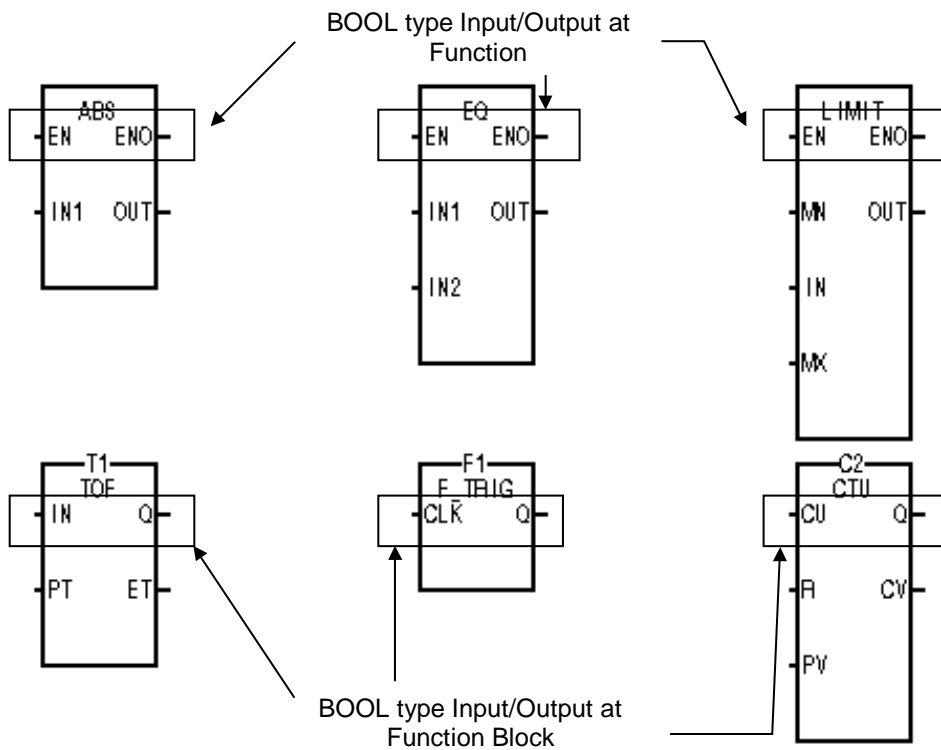 BOOL type Input/Output at
Function
ABS
EN ENO
IN1 OUT
EQ
EN ENO
IN1 OUT
IN2
LIMIT
EN ENO
MN OUT
IN
MX
T1
TOF
IN Q
PT ET
F1
F_TRIG
CLK Q
C2
CTU
CU Q
R CV
PV
BOOL type Input/Output at
Function Block